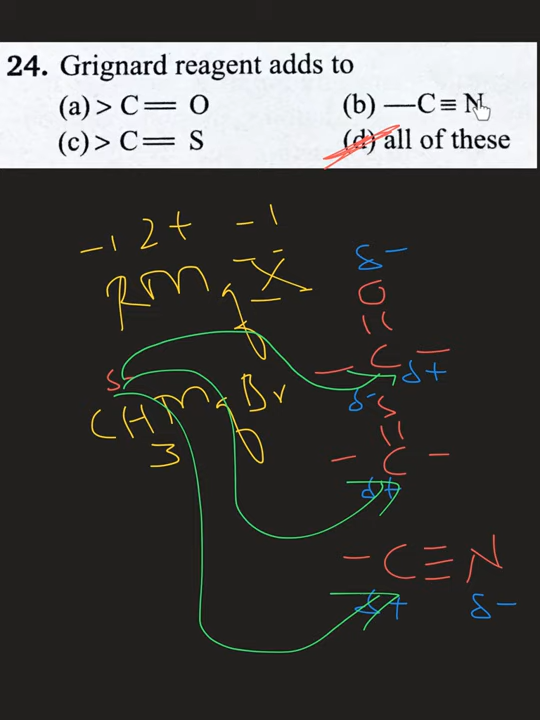 24. Grignard reagent adds to
(a) > C = O (b) —C ≡ N
(c) > C = S (d) all of these
-1 2+ -1
RMgX
δ-
O
||
- C -
δ+
δ-
CH3MgBr
δ- S
||
- C -
δ+
- C ≡ N
δ+ δ-